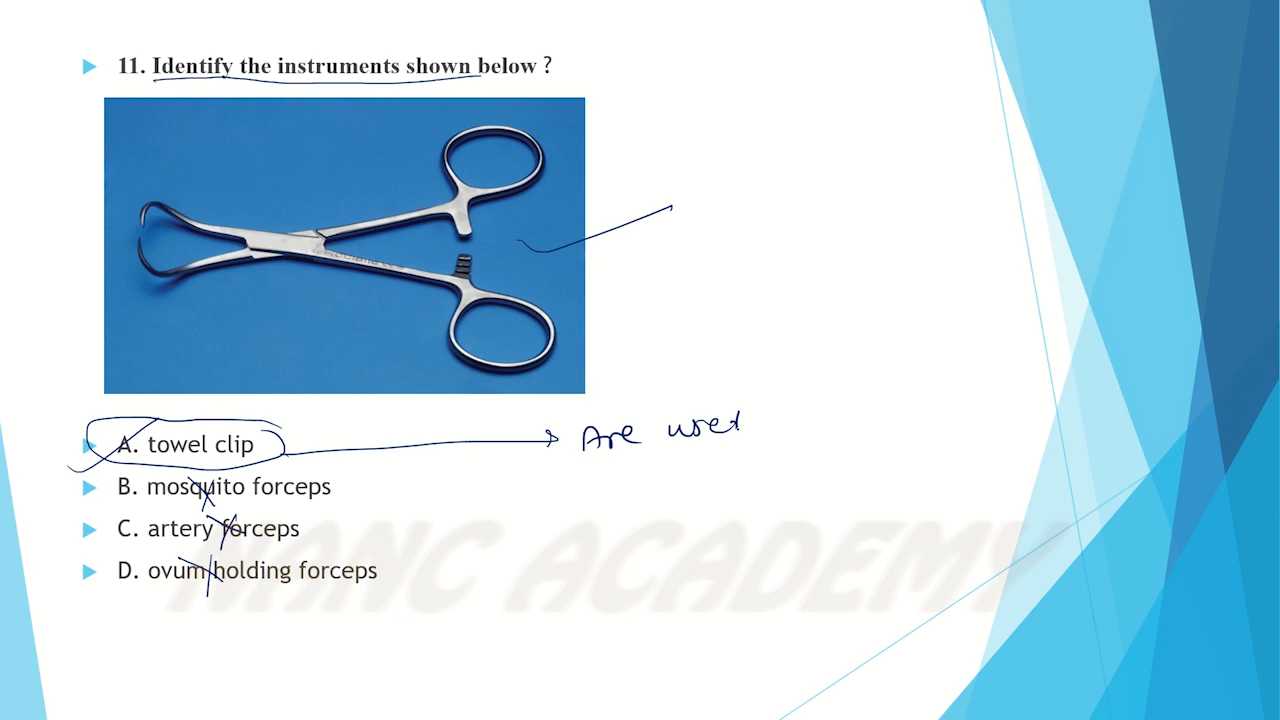 11. Identify the instruments shown below ?
A. towel clip
Are used
B. mosquito forceps
C. artery forceps
D. ovum holding forceps
MANC ACADEMY